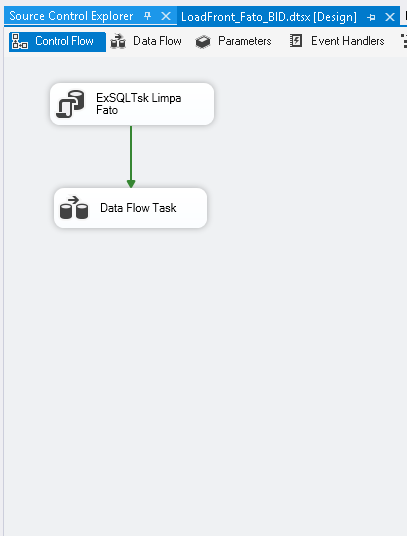 Source Control Explorer
LoadFront_Fato_BID.dtsx [Design]
Control Flow
Data Flow
Parameters
Event Handlers
ExSQLTsk Limpa
Fato
Data Flow Task